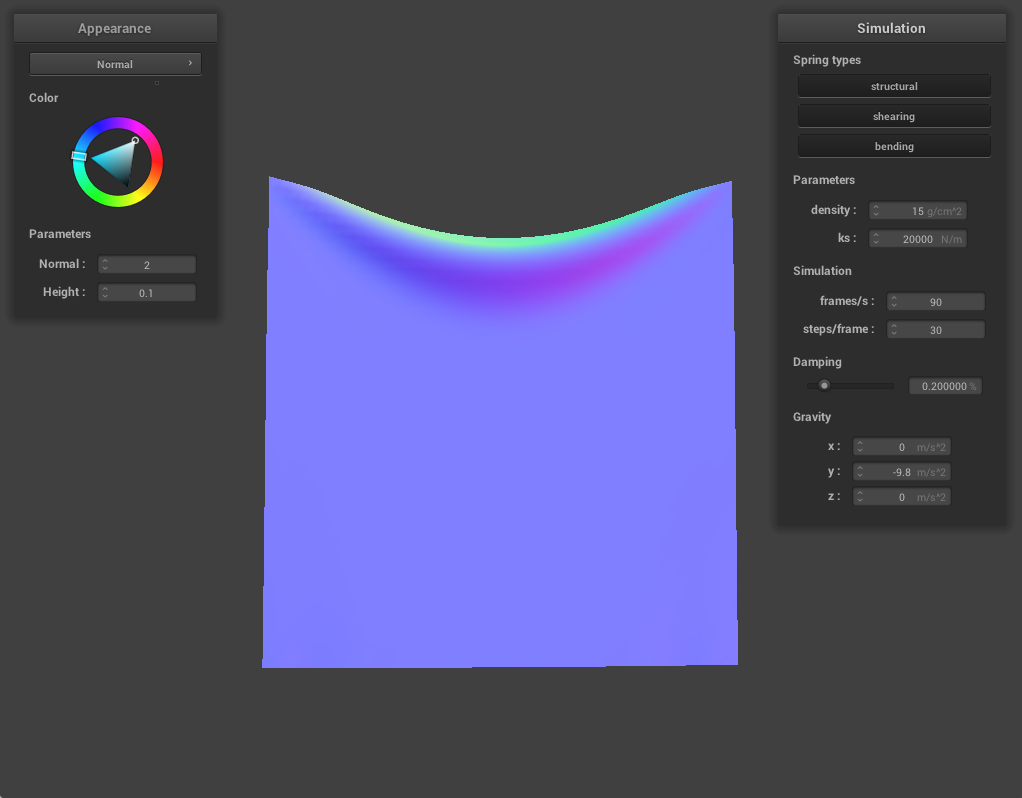 Appearance
Normal
Color
Parameters
Normal : 2
Height : 0.1
Simulation
Spring types
structural
shearing
bending
Parameters
density : 15 g/cm^2
ks : 20000 N/m
Simulation
frames/s : 90
steps/frame : 30
Damping
0.200000 %
Gravity
x : 0 m/s^2
y : -9.8 m/s^2
z : 0 m/s^2